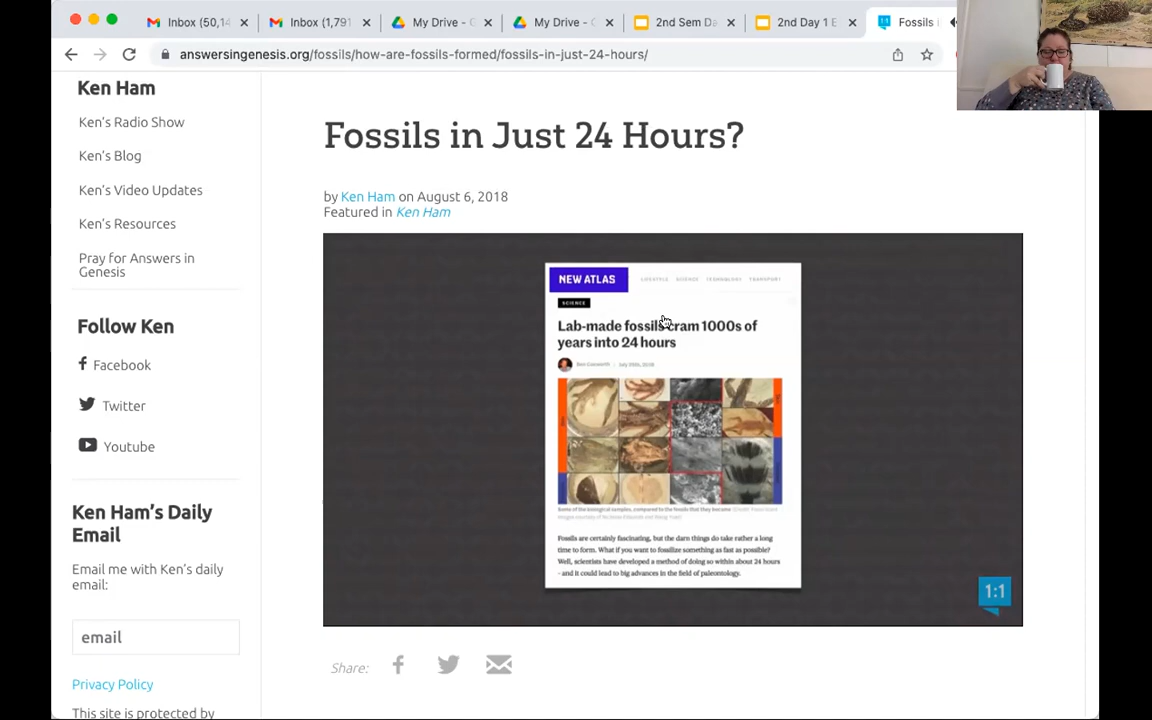 Inbox (50,14
Inbox (1,791
My Drive - G
My Drive -
2nd Sem Da
2nd Day 1 E
Fossils i
answersingenesis.org/fossils/how-are-fossils-formed/fossils-in-just-24-hours/
Ken Ham
Ken's Radio Show
Ken's Blog
Ken's Video Updates
Ken's Resources
Pray for Answers in
Genesis
Follow Ken
Facebook
Twitter
Youtube
Ken Ham's Daily
Email
Email me with Ken's daily
email:
email
Privacy Policy
This site is protected by
Fossils in Just 24 Hours?
by Ken Ham on August 6, 2018
Featured in Ken Ham
NEW ATLAS
LIFESTYLE SCIENCE TECHNOLOGY TRANSPORT
SCIENCE
Lab-made fossils cram 1000s of
years into 24 hours
Fossils are certainly fascinating, but the darn things do take rather a long
time to form. What if you want to fossilize something as fast as possible?
Well, scientists have developed a method of doing so within about 24 hours
- and it could lead to big advances in the field of paleontology.
1:1
Share: